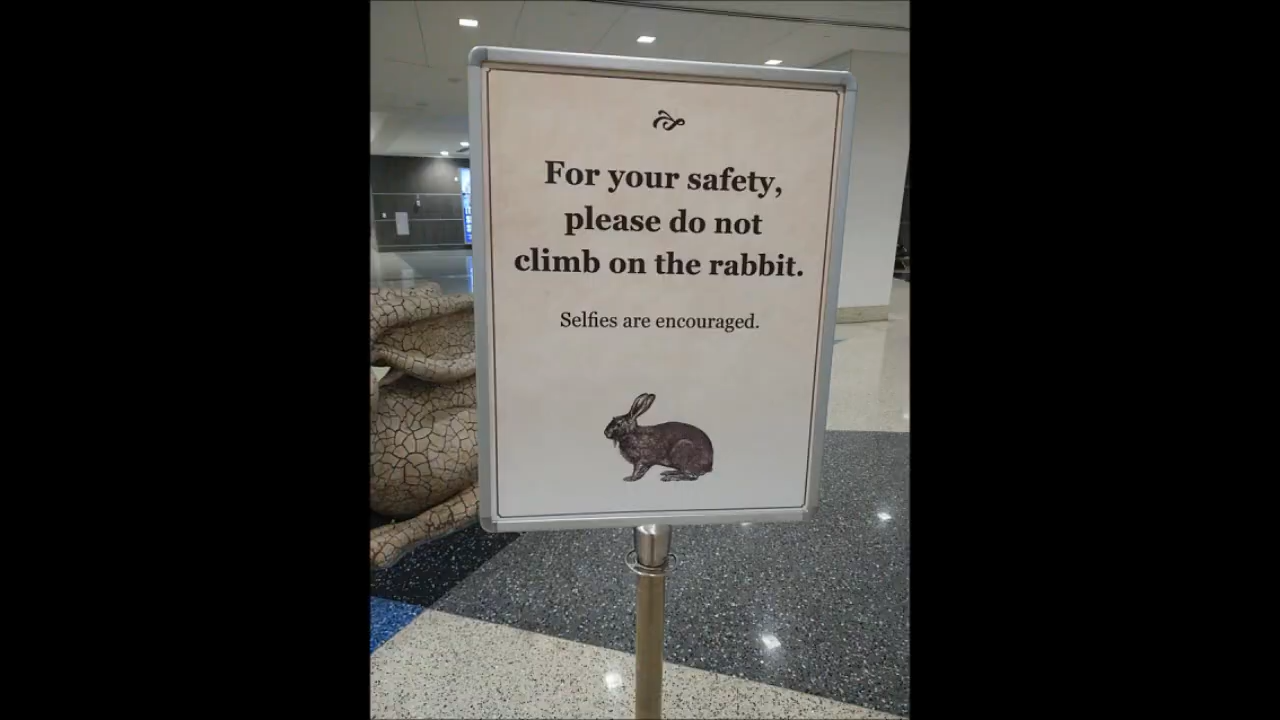 For your safety,
please do not
climb on the rabbit.
Selfies are encouraged.